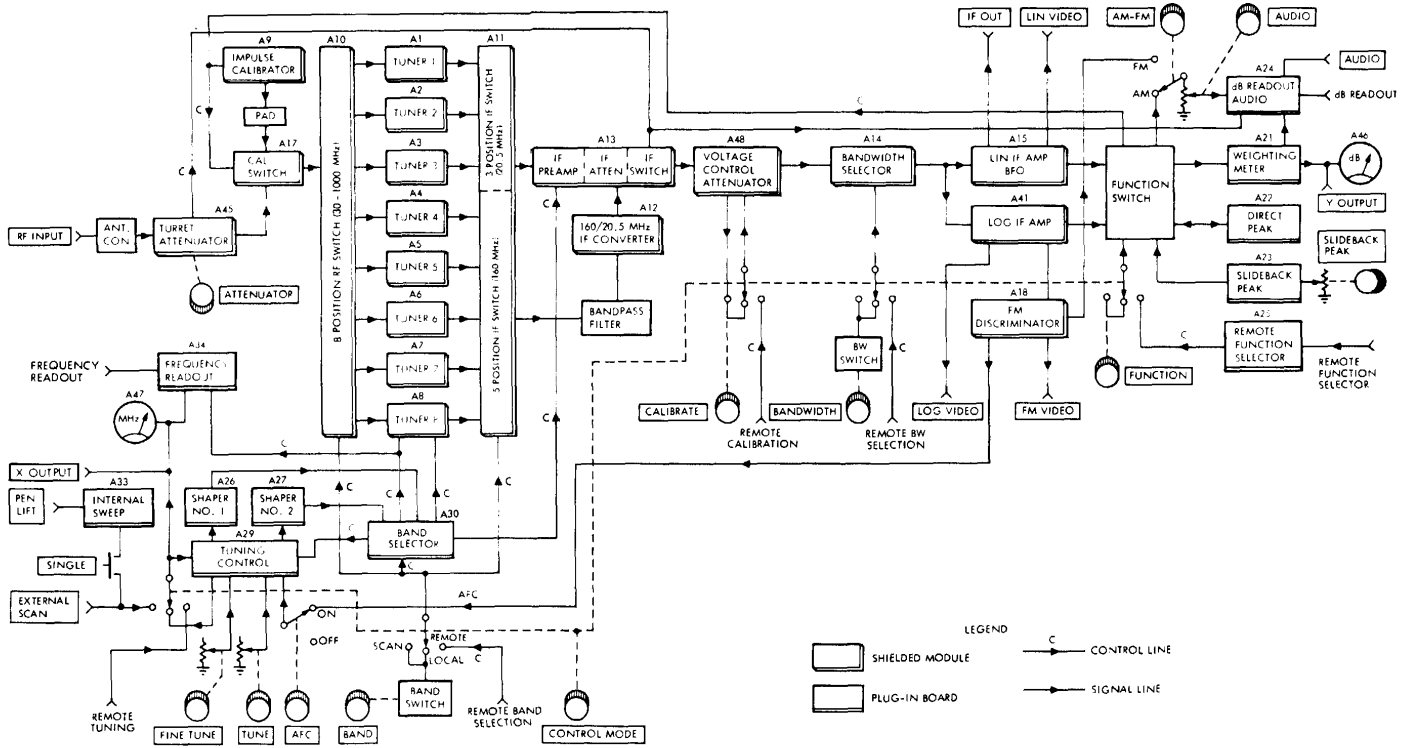 IF OUT
LIN VIDEO
AM-FM
AUDIO
A9
IMPULSE
CALIBRATOR
PAD
A17
CAL
SWITCH
C
C
A45
RF INPUT
ANT.
CON
TURRET
ATTENUATOR
ATTENUATOR
A10
8 POSITION RF SWITCH (30 - 1000 MHz)
A1
TUNER 1
A2
TUNER 2
A3
TUNER 3
A4
TUNER 4
A5
TUNER 5
A6
TUNER 6
A7
TUNER 7
A8
TUNER 8
A11
3 POSITION IF SWITCH
(20.5 MHz)
5 POSITION IF SWITCH (160 MHz)
A13
IF
PREAMP
IF
ATTEN
IF
SWITCH
C
A12
160/20.5 MHz
IF CONVERTER
BANDPASS
FILTER
A48
VOLTAGE
CONTROL
ATTENUATOR
A14
BANDWIDTH
SELECTOR
A15
LIN IF AMP
BFO
A41
LOG IF AMP
A18
FM
DISCRIMINATOR
C
FM
AM
FUNCTION
SWITCH
A24
dB READOUT
AUDIO
AUDIO
dB READOUT
A21
WEIGHTING
METER
A46
dB
Y OUTPUT
A22
DIRECT
PEAK
A23
SLIDEBACK
PEAK
SLIDEBACK
PEAK
A25
REMOTE
FUNCTION
SELECTOR
C
REMOTE
FUNCTION
SELECTOR
FUNCTION
BW
SWITCH
C
C
CALIBRATE
BANDWIDTH
LOG VIDEO
FM VIDEO
REMOTE
CALIBRATION
REMOTE BW
SELECTION
A34
FREQUENCY
READOUT
FREQUENCY
READOUT
A47
MHz
C
C
C
X OUTPUT
PEN
LIFT
A33
INTERNAL
SWEEP
A26
SHAPER
NO. 1
A27
SHAPER
NO. 2
C
C
C
C
A30
BAND
SELECTOR
A29
TUNING
CONTROL
C
C
SINGLE
EXTERNAL
SCAN
AFC
ON
OFF
SCAN
REMOTE
LOCAL
C
BAND
SWITCH
REMOTE
TUNING
FINE TUNE
TUNE
AFC
BAND
REMOTE BAND
SELECTION
CONTROL MODE
LEGEND
SHIELDED MODULE
PLUG-IN BOARD
C
CONTROL LINE
SIGNAL LINE